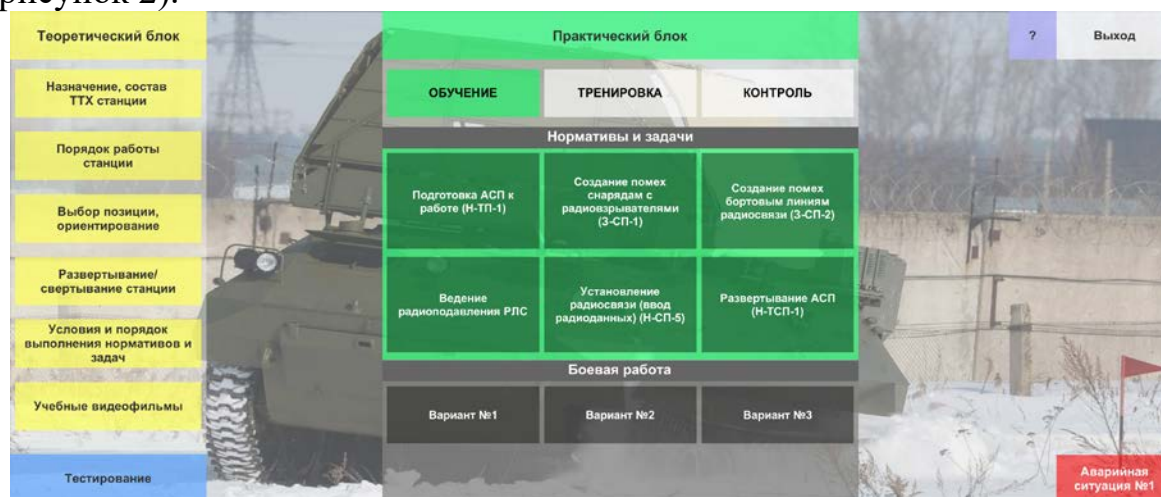 рисунок 2).
Теоретический блок
Практический блок
?
Выход
Назначение, состав
ТТХ станции
ОБУЧЕНИЕ
ТРЕНИРОВКА
КОНТРОЛЬ
Нормативы и задачи
Порядок работы
станции
Подготовка АСП к
работе (Н-ТП-1)
Создание помех
снарядам с
радиовзрывателями
(З-СП-1)
Создание помех
бортовым линиям
радиосвязи (З-СП-2)
Выбор позиции,
ориентирование
Развертывание/
свертывание станции
Ведение
радиоподавления РЛС
Установление
радиосвязи (ввод
радиоданных) (Н-СП-5)
Развертывание АСП
(Н-ТСП-1)
Условия и порядок
выполнения нормативов и
задач
Боевая работа
Учебные видеофильмы
Вариант №1
Вариант №2
Вариант №3
Тестирование
Аварийная
ситуация №1